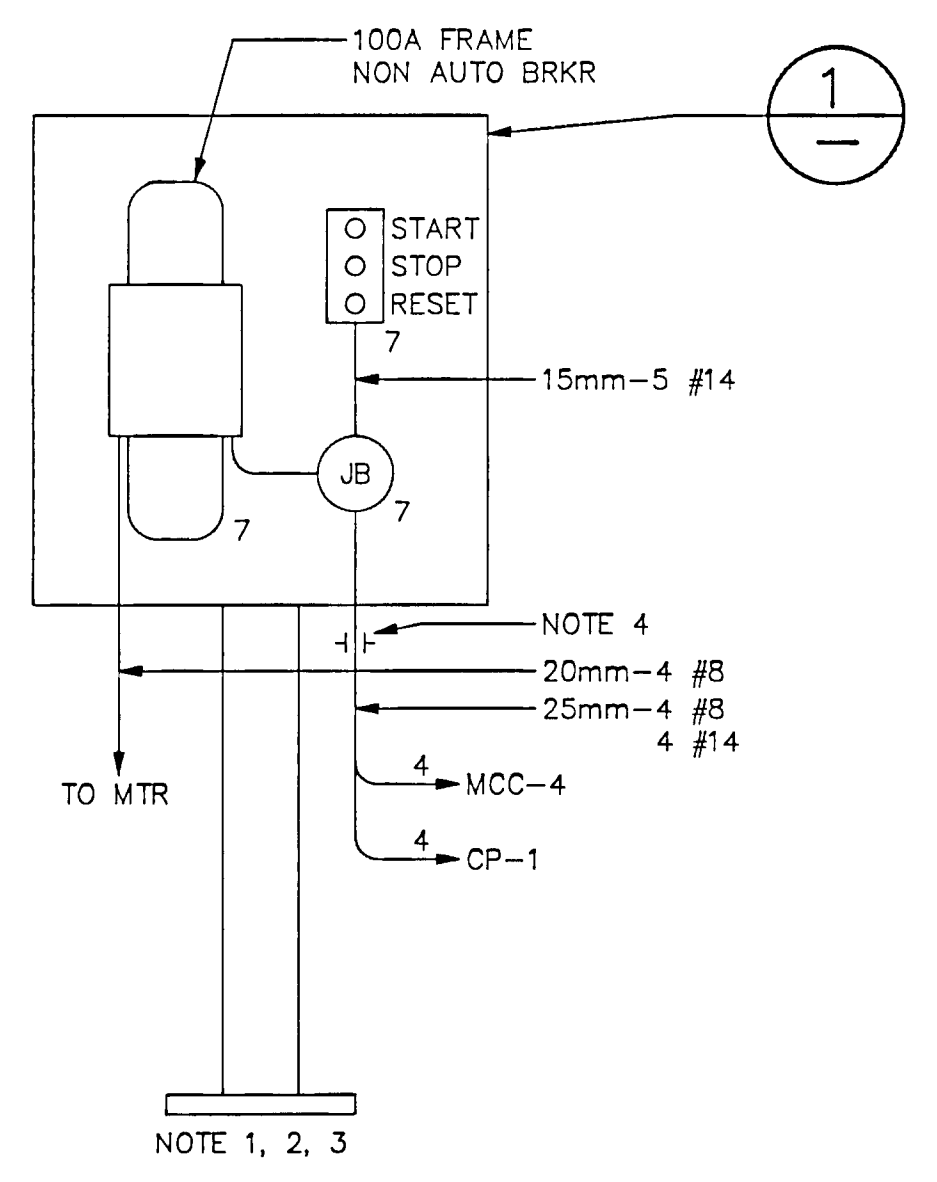 100A FRAME
NON AUTO BRKR
1
—
START
STOP
RESET
7
15mm-5 #14
JB
7
7
NOTE 4
20mm-4 #8
25mm-4 #8
4 #14
TO MTR
4
MCC-4
4
CP-1
NOTE 1, 2, 3